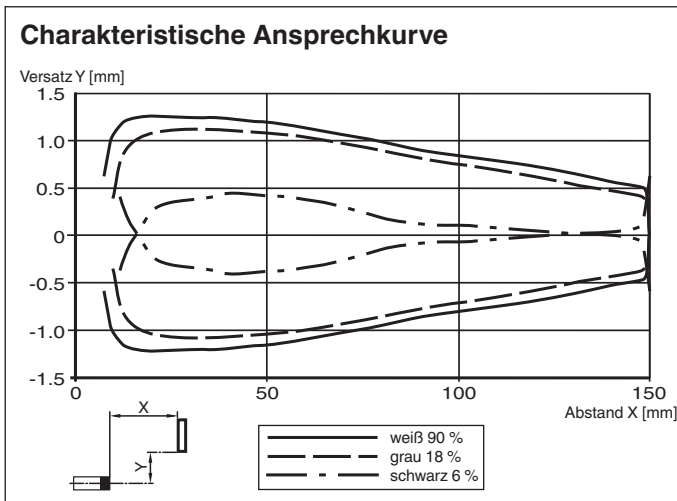 Charakteristische Ansprechkurve
Versatz Y [mm]
1.5
1.0
0.5
0
-0.5
-1.0
-1.5
0 50 100 150
Abstand X [mm]
X
Y
weiß 90 %
grau 18 %
schwarz 6 %